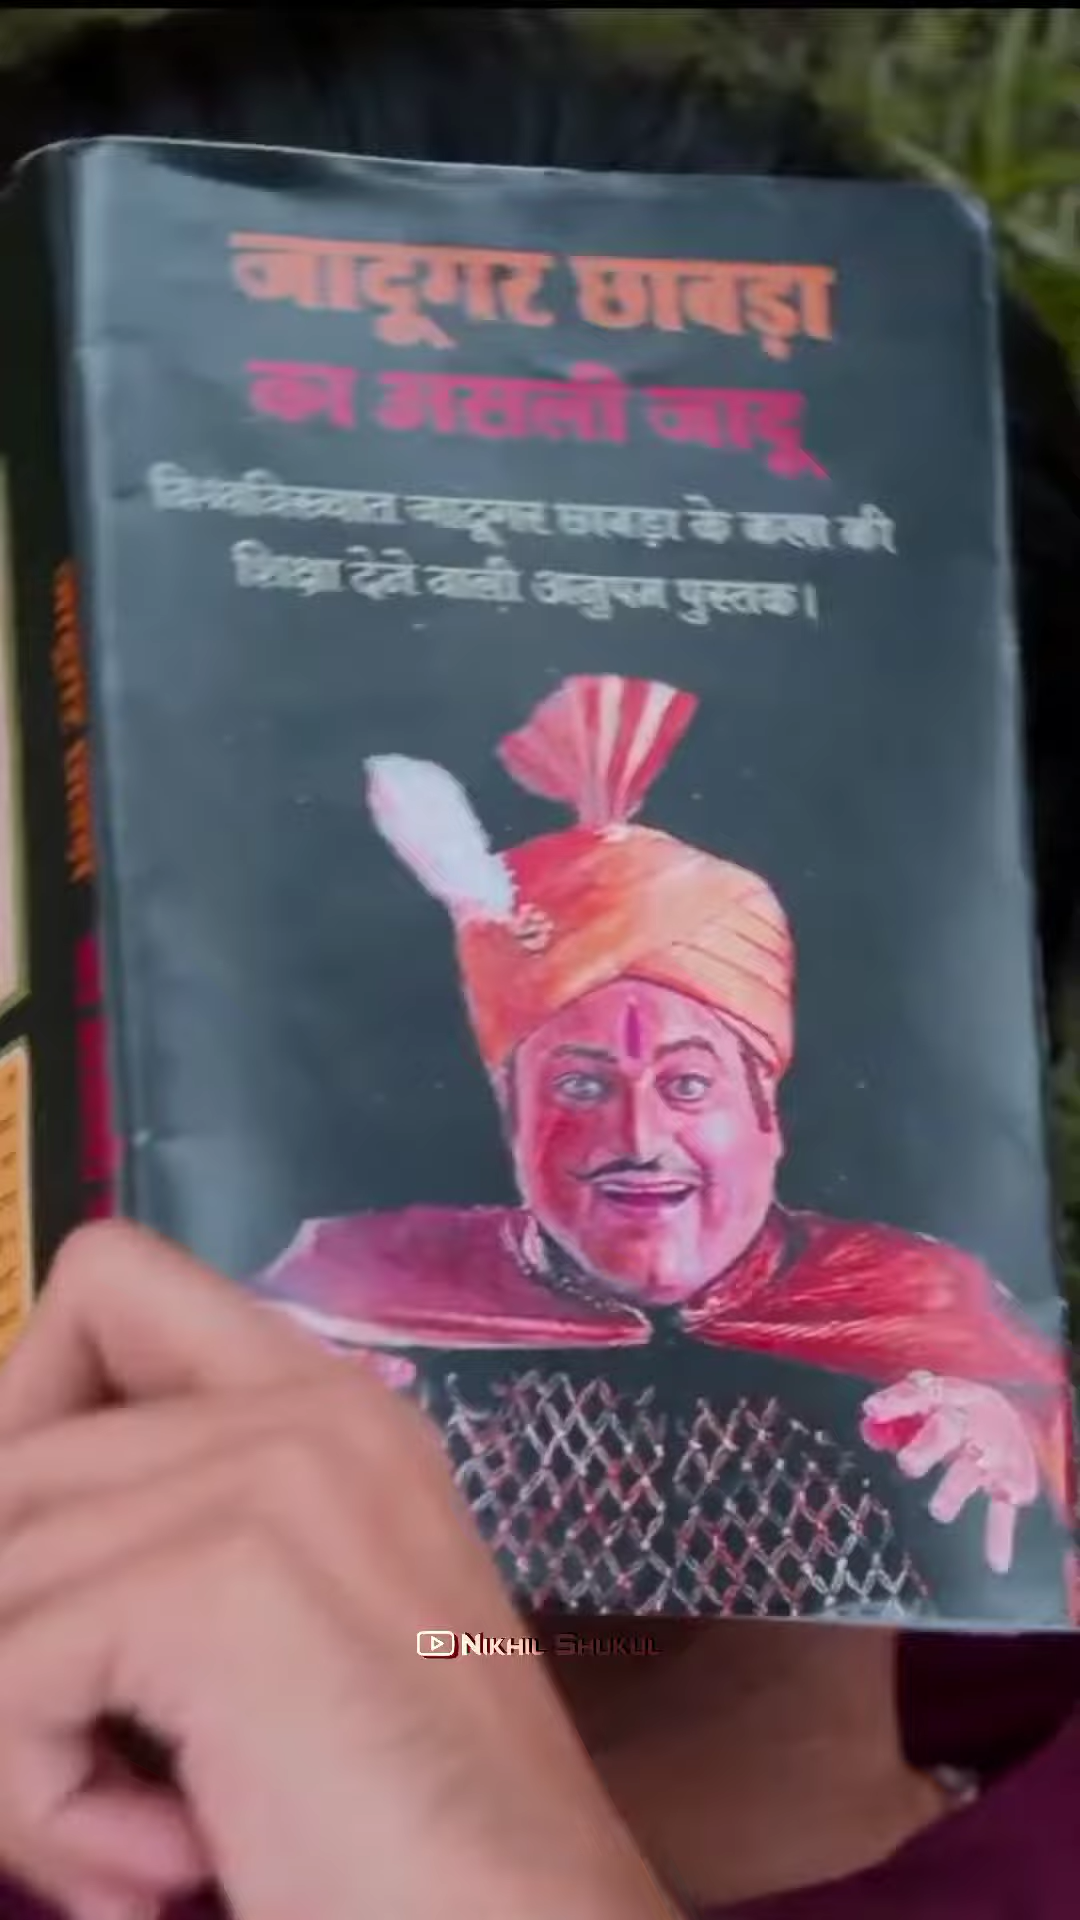 जादूगर छाबड़ा
का असली जादू
विश्वविख्यात जादूगर छाबड़ा के कला की
शिक्षा देने वाली अनुपम पुस्तक।
NIKHIL SHUKUL